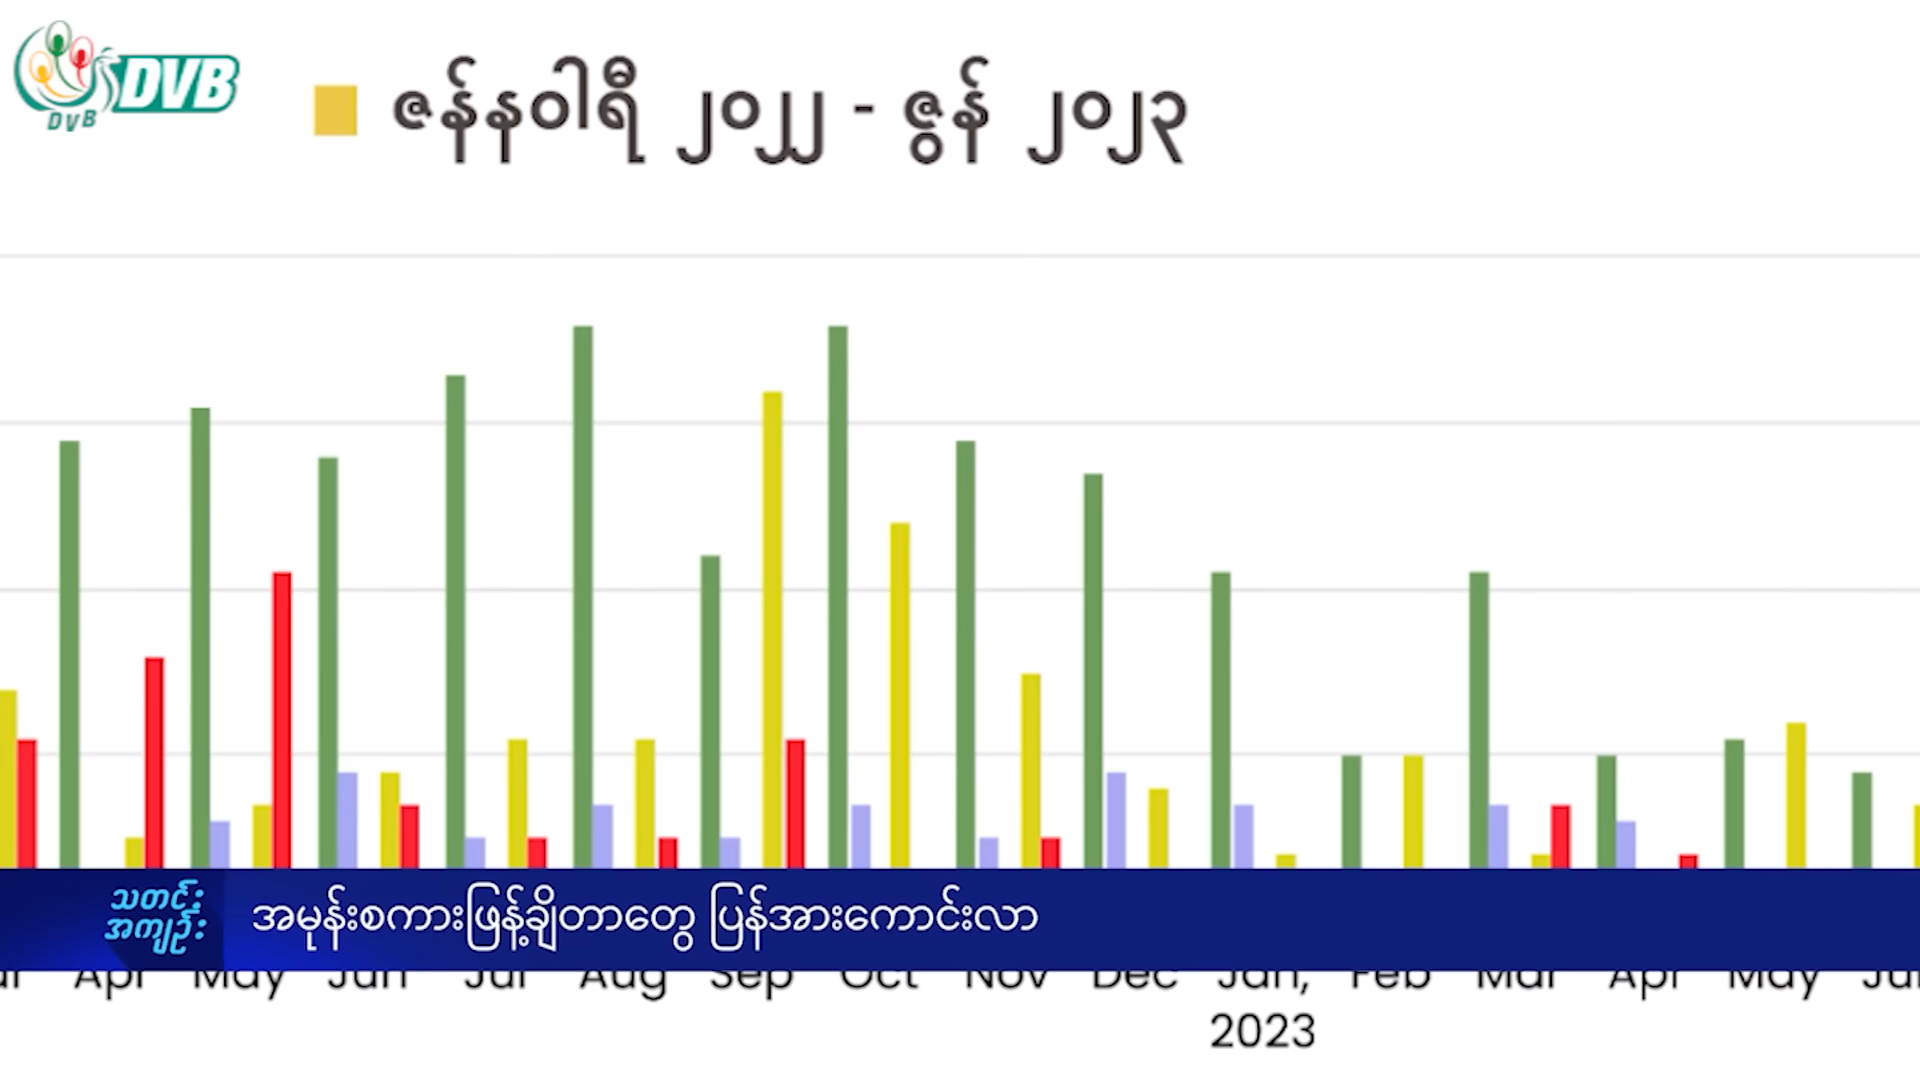 DVB
DVB
ဇန်နဝါရီ ၂၀၂၂ - ဇွန် ၂၀၂၃
သတင်း
အကျဉ်း
အမုန်းစကားဖြန့်ချိတာတွေ ပြန်အားကောင်းလာ
Apr May Jun Jul Aug Sep Oct Nov Dec Jan, Feb Mar Apr May
2023